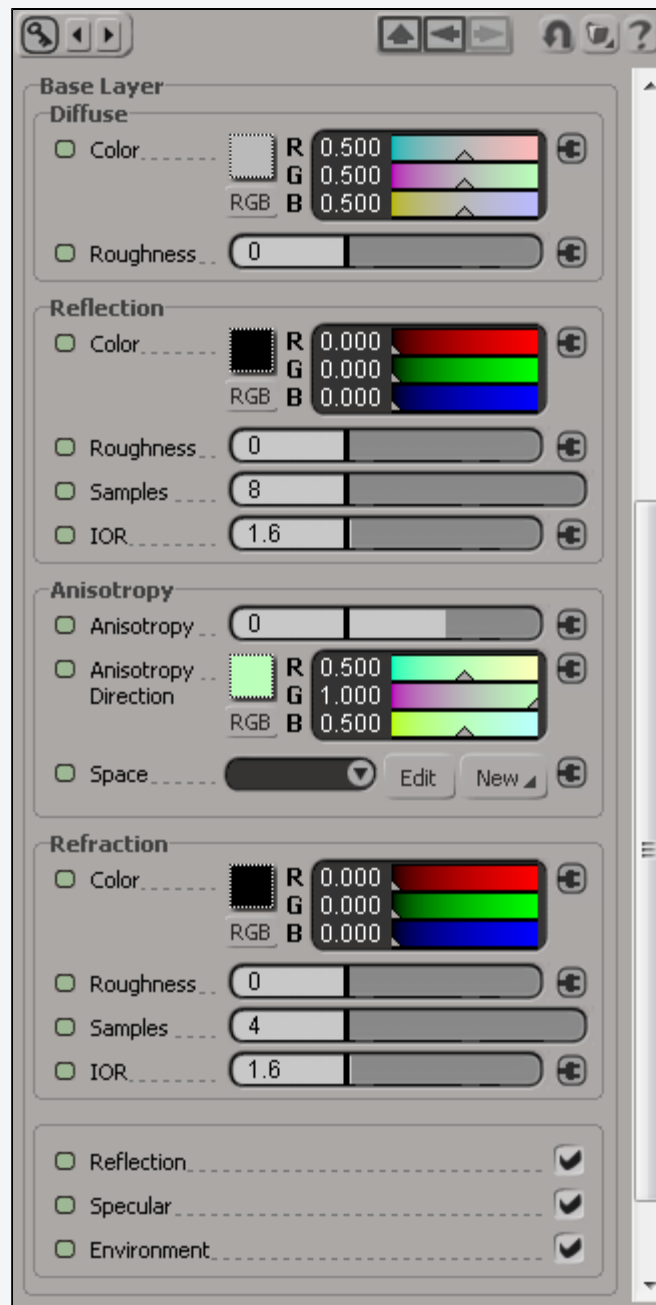 ?
Base Layer
Diffuse
Color R 0.500
G 0.500
RGB B 0.500
Roughness 0
Reflection
Color R 0.000
G 0.000
RGB B 0.000
Roughness 0
Samples 8
IOR 1.6
Anisotropy
Anisotropy 0
Anisotropy R 0.500
Direction G 1.000
RGB B 0.500
Space Edit New
Refraction
Color R 0.000
G 0.000
RGB B 0.000
Roughness 0
Samples 4
IOR 1.6
Reflection
Specular
Environment